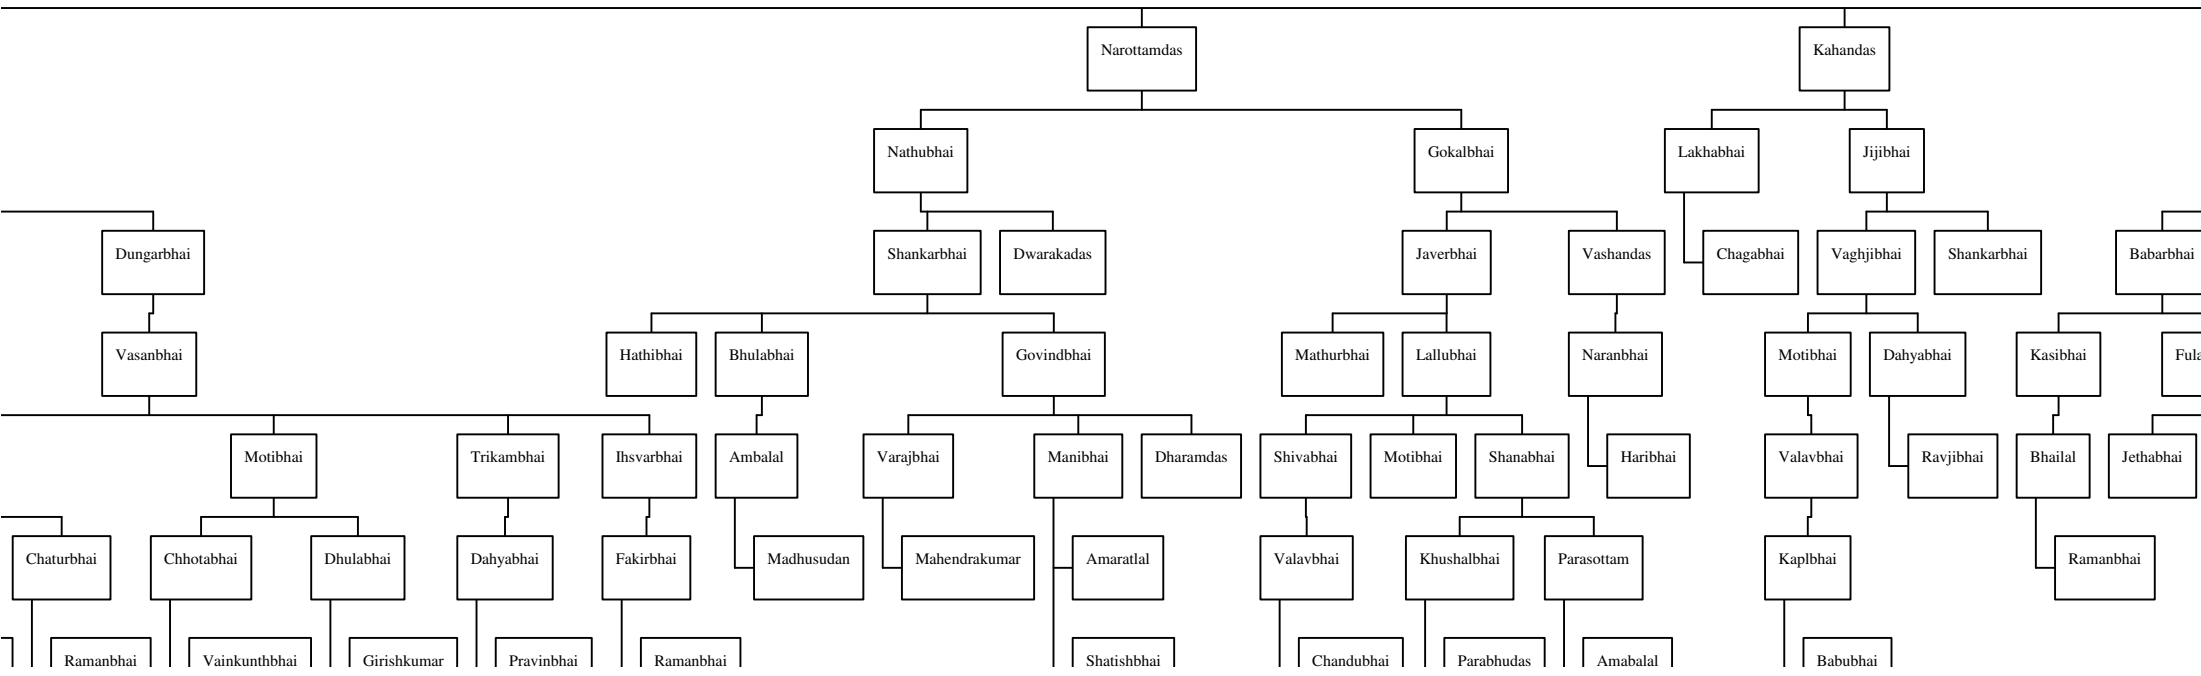 Narottamdas
Kahandas
Nathubhai
Gokalbhai
Lakhabhai
Jijibhai
Dungarbhai
Shankarbhai
Dwarakadas
Javerbhai
Vashandas
Chagabhai
Vaghjibhai
Shankarbhai
Babarbhai
Vasanbhai
Hathibhai
Bhulabhai
Govindbhai
Mathurbhai
Lallubhai
Naranbhai
Motibhai
Dahyabhai
Kasibhai
Motibhai
Trikambhai
Ihsvarbhai
Ambalal
Varajbhai
Manibhai
Dharamdas
Shivabhai
Motibhai
Shanabhai
Haribhai
Valavbhai
Ravjibhai
Bhailal
Jethabhai
Chaturbhai
Chhotabhai
Dhulabhai
Dahyabhai
Fakirbhai
Madhusudan
Mahendrakumar
Amaratlal
Valavbhai
Khushalbhai
Parasottam
Kaplbhai
Ramanbhai
Ramanbhai
Vainkunthbhai
Girishkumar
Pravinbhai
Ramanbhai
Shatishbhai
Chandubhai
Parabhudas
Amabalal
Babubhai